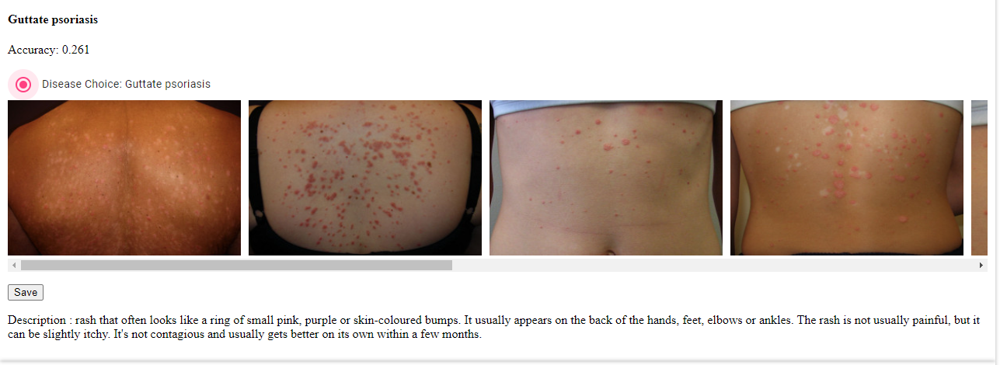 Guttate psoriasis
Accuracy: 0.261
Disease Choice: Guttate psoriasis
Save
Description : rash that often looks like a ring of small pink, purple or skin-coloured bumps. It usually appears on the back of the hands, feet, elbows or ankles. The rash is not usually painful, but it
can be slightly itchy. It's not contagious and usually gets better on its own within a few months.